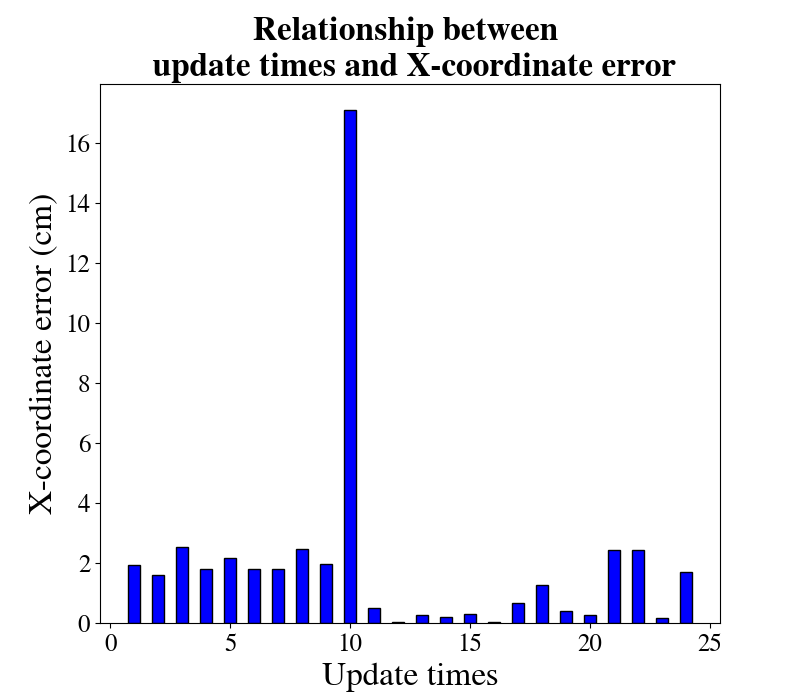 Relationship between
update times and X-coordinate error
X-coordinate error (cm)
16
14
12
10
8
6
4
2
0
0 5 10 15 20 25
Update times